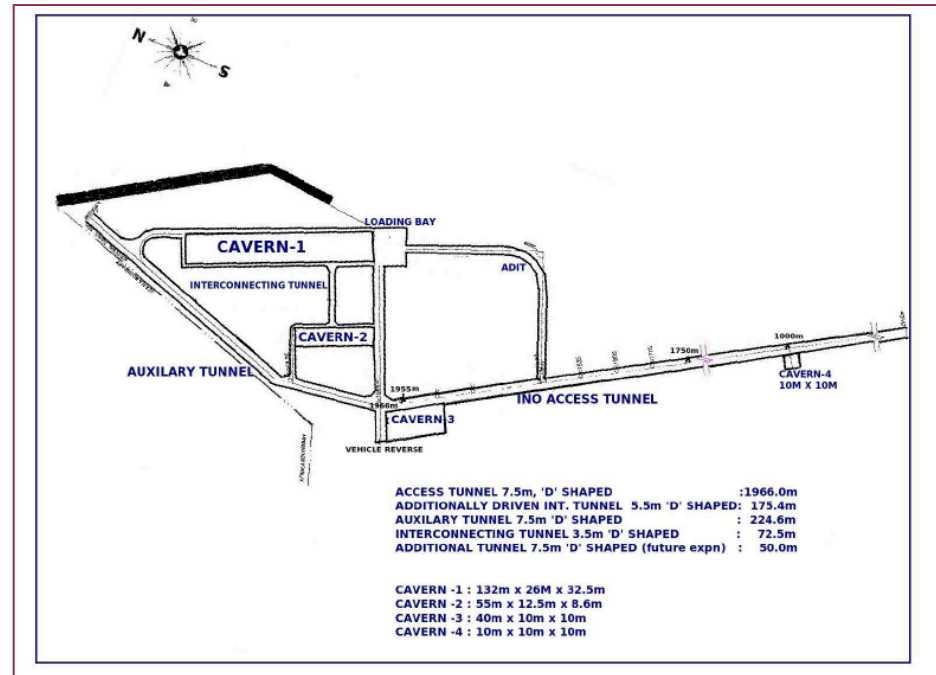 N
S
LOADING BAY
CAVERN-1
ADIT
INTERCONNECTING TUNNEL
CAVERN-2
1000m
1750m
AUXILARY TUNNEL
CAVERN-4
10M X 10M
1955m
INO ACCESS TUNNEL
1966m
CAVERN-3
VEHICLE REVERSE
ACCESS TUNNEL 7.5m, 'D' SHAPED :1966.0m
ADDITIONALLY DRIVEN INT. TUNNEL 5.5m 'D' SHAPED: 175.4m
AUXILARY TUNNEL 7.5m 'D' SHAPED : 224.6m
INTERCONNECTING TUNNEL 3.5m 'D' SHAPED : 72.5m
ADDITIONAL TUNNEL 7.5m 'D' SHAPED (future expn) : 50.0m
CAVERN -1 : 132m x 26M x 32.5m
CAVERN -2 : 55m x 12.5m x 8.6m
CAVERN -3 : 40m x 10m x 10m
CAVERN -4 : 10m x 10m x 10m